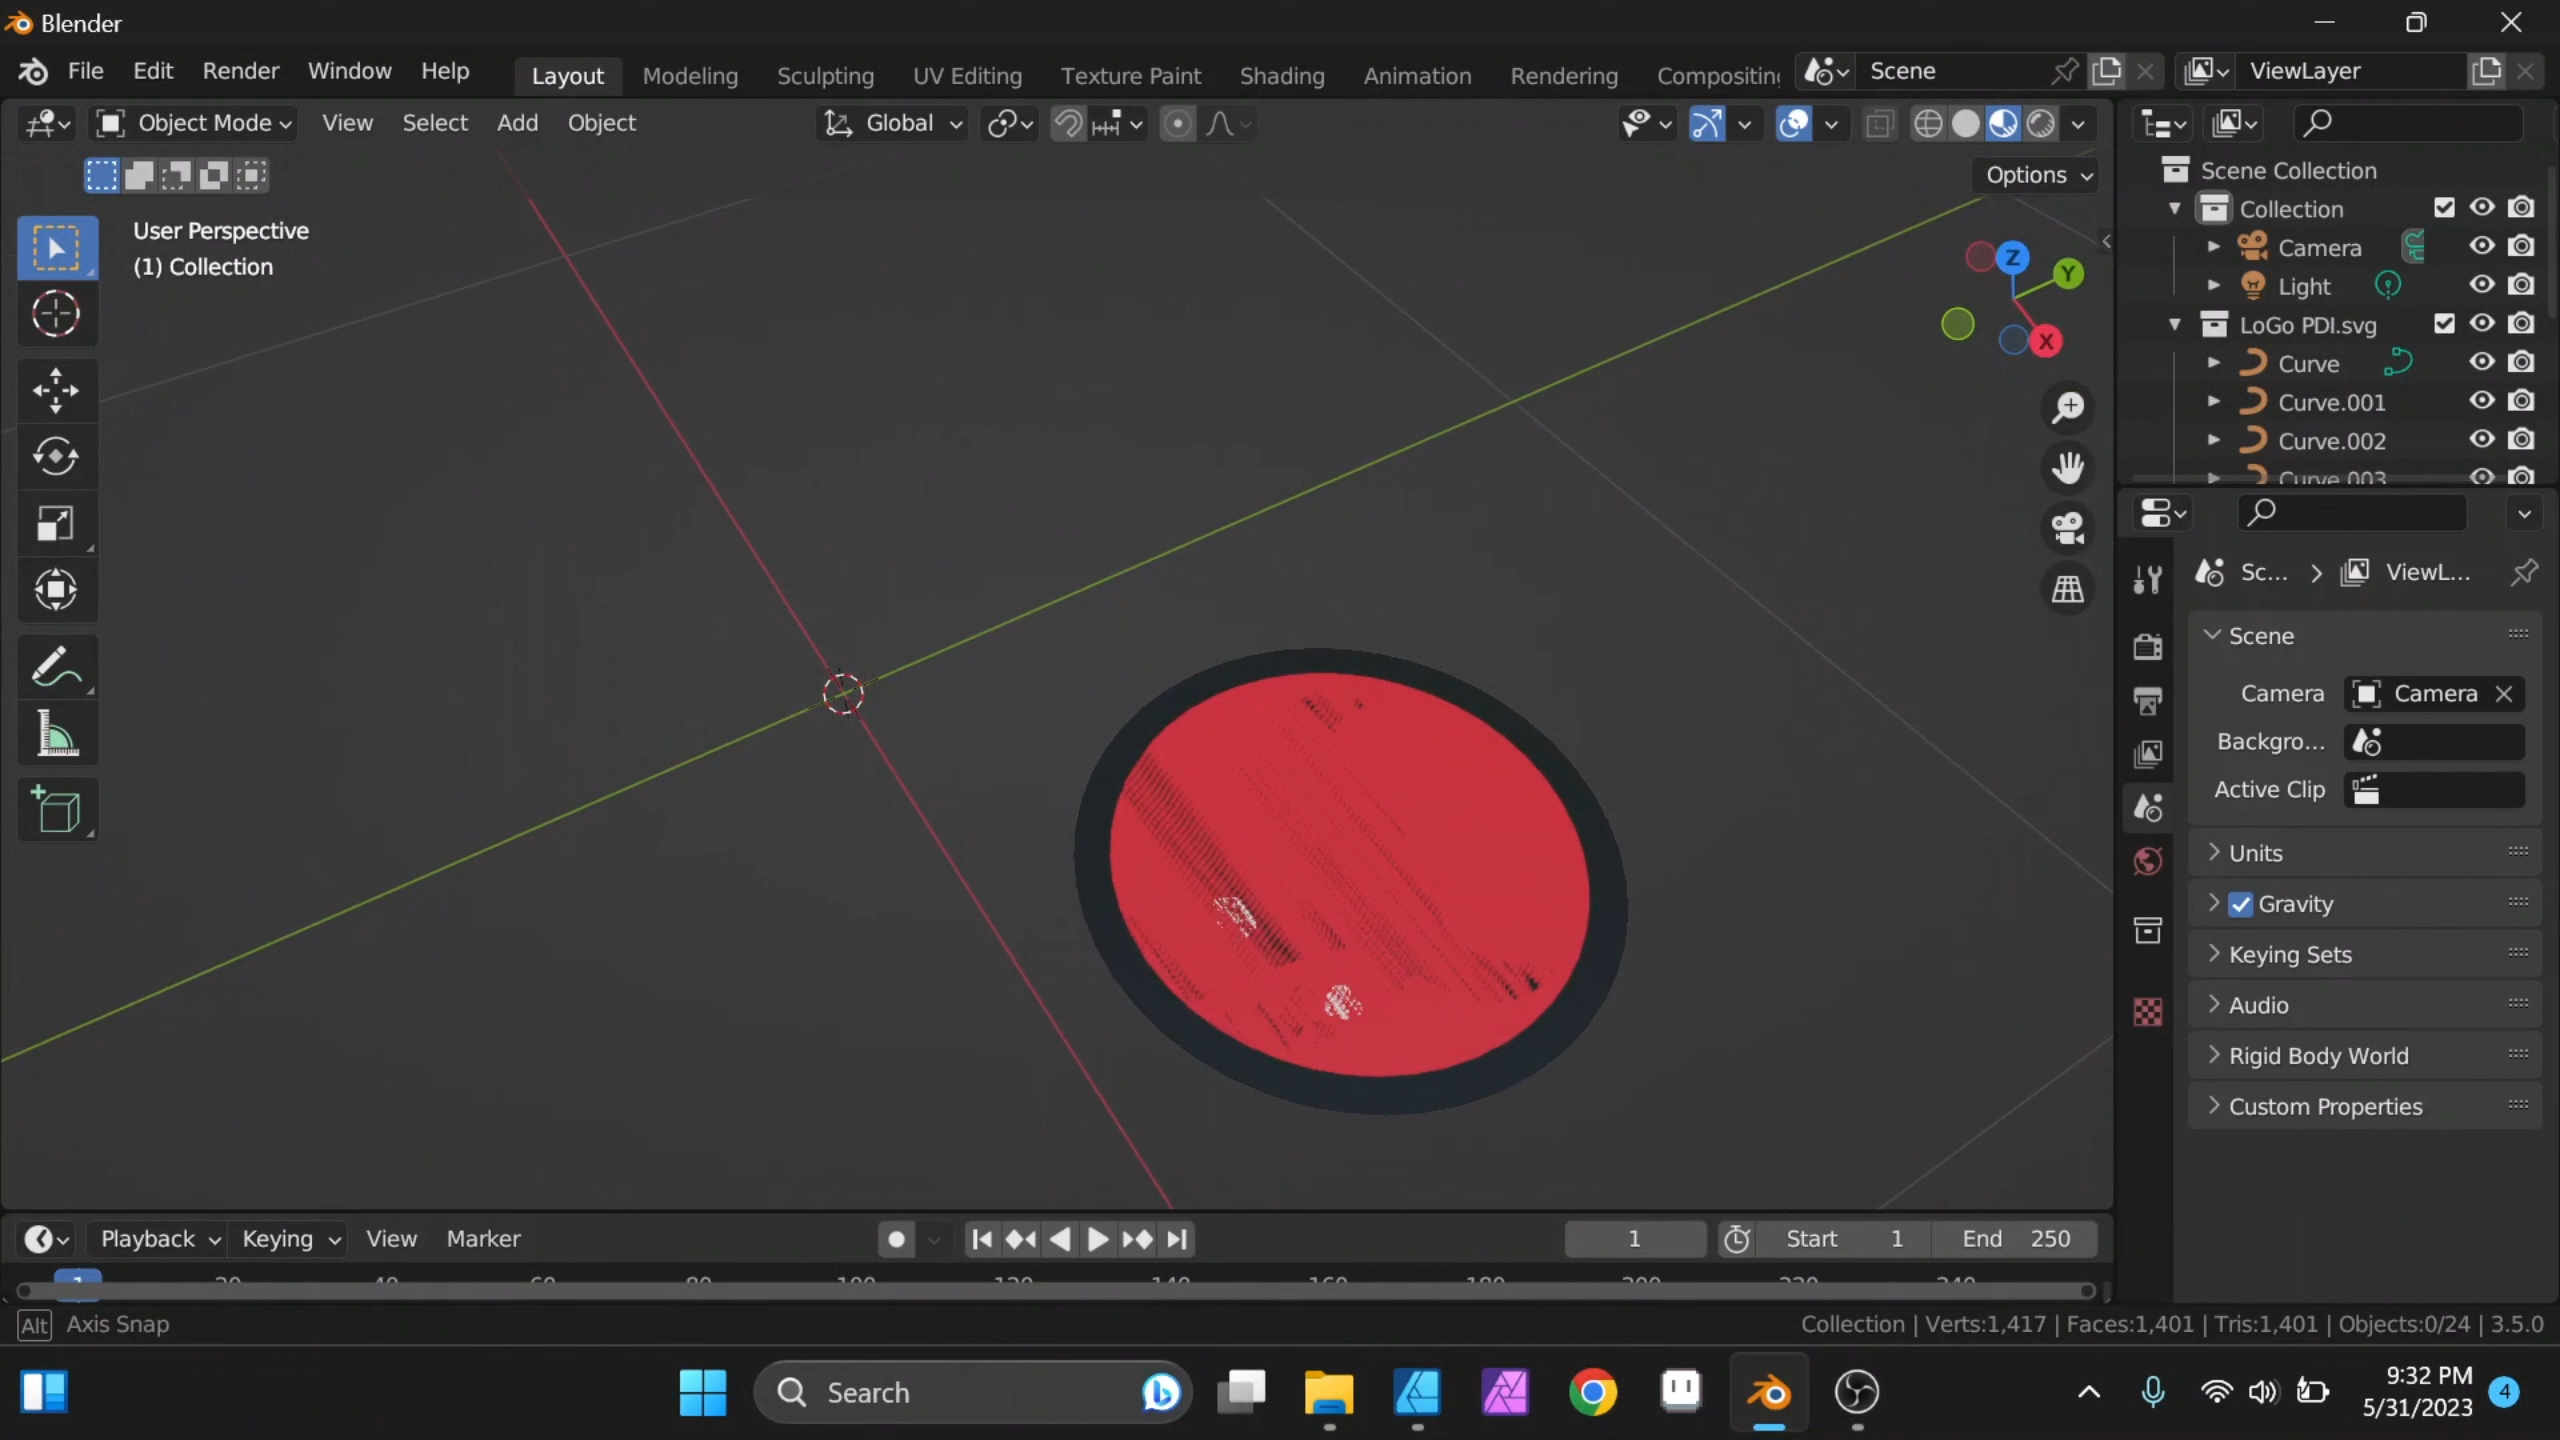 Blender
File Edit Render Window Help
Layout Modeling Sculpting UV Editing Texture Paint Shading Animation Rendering Compositing
Scene
ViewLayer
Object Mode View Select Add Object
Global
Options
User Perspective
(1) Collection
Z
Y
X
Scene Collection
Collection
Camera
Light
LoGo PDI.svg
Curve
Curve.001
Curve.002
Curve.003
Sc... ViewL...
Scene
Camera Camera
Backgro...
Active Clip
Units
Gravity
Keying Sets
Audio
Rigid Body World
Custom Properties
Playback Keying View Marker
1
Start 1
End 250
1 20 40 60 80 100 120 140 160 180 200 220 240
Alt Axis Snap
Collection | Verts:1,417 | Faces:1,401 | Tris:1,401 | Objects:0/24 | 3.5.0
Search
9:32 PM
5/31/2023
4